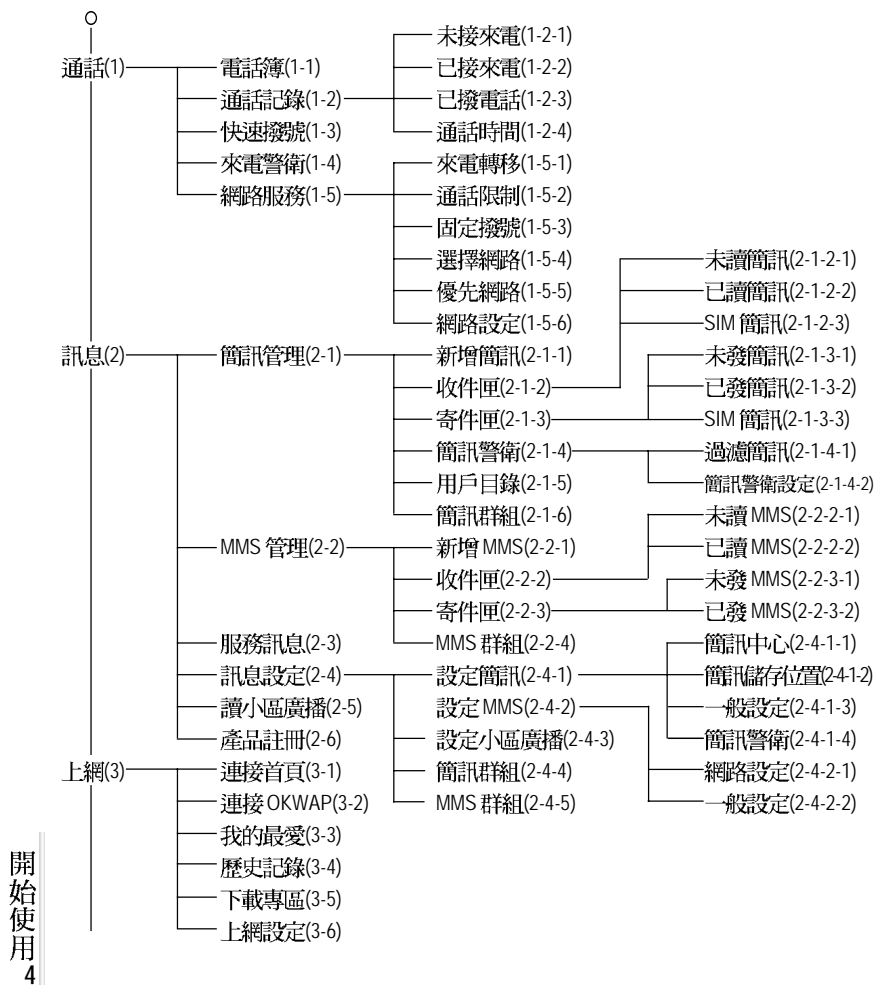 通話(1)
電話簿(1-1)
通話記錄(1-2)
未接來電(1-2-1)
已接來電(1-2-2)
已撥電話(1-2-3)
通話時間(1-2-4)
快速撥號(1-3)
來電警衛(1-4)
網路服務(1-5)
來電轉移(1-5-1)
通話限制(1-5-2)
固定撥號(1-5-3)
選擇網路(1-5-4)
優先網路(1-5-5)
網路設定(1-5-6)
訊息(2)
簡訊管理(2-1)
新增簡訊(2-1-1)
收件匣(2-1-2)
未讀簡訊(2-1-2-1)
已讀簡訊(2-1-2-2)
SIM 簡訊(2-1-2-3)
寄件匣(2-1-3)
未發簡訊(2-1-3-1)
已發簡訊(2-1-3-2)
SIM 簡訊(2-1-3-3)
簡訊警衛(2-1-4)
過濾簡訊(2-1-4-1)
簡訊警衛設定(2-1-4-2)
用戶目錄(2-1-5)
簡訊群組(2-1-6)
MMS 管理(2-2)
新增 MMS(2-2-1)
收件匣(2-2-2)
未讀 MMS(2-2-2-1)
已讀 MMS(2-2-2-2)
寄件匣(2-2-3)
未發 MMS(2-2-3-1)
已發 MMS(2-2-3-2)
MMS 群組(2-2-4)
服務訊息(2-3)
訊息設定(2-4)
設定簡訊(2-4-1)
簡訊中心(2-4-1-1)
簡訊儲存位置(2-4-1-2)
一般設定(2-4-1-3)
簡訊警衛(2-4-1-4)
設定 MMS(2-4-2)
網路設定(2-4-2-1)
一般設定(2-4-2-2)
設定小區廣播(2-4-3)
簡訊群組(2-4-4)
MMS 群組(2-4-5)
讀小區廣播(2-5)
產品註冊(2-6)
上網(3)
連接首頁(3-1)
連接 OKWAP(3-2)
我的最愛(3-3)
歷史記錄(3-4)
下載專區(3-5)
上網設定(3-6)
開始使用
4